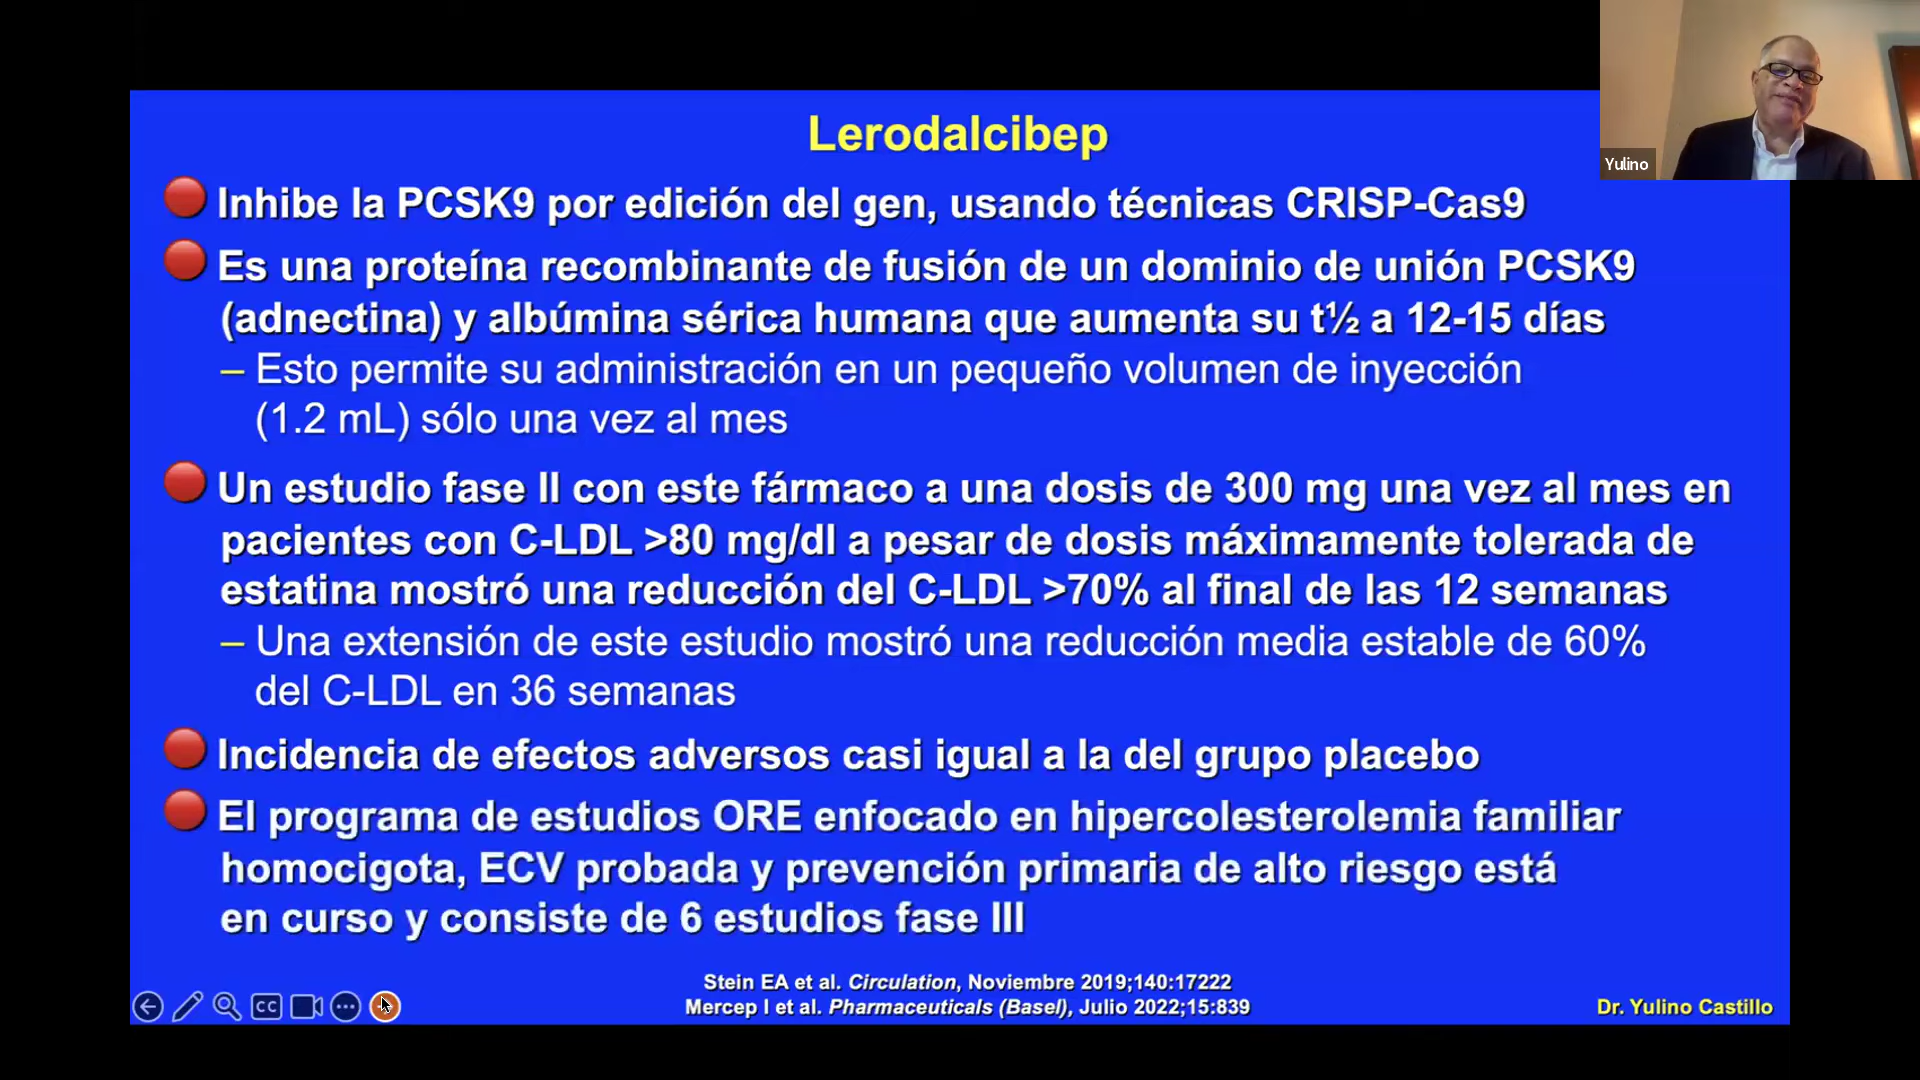 Lerodalcibep
Yulino
Inhibe la PCSK9 por edición del gen, usando técnicas CRISP-Cas9
Es una proteína recombinante de fusión de un dominio de unión PCSK9
(adnectina) y albúmina sérica humana que aumenta su t½ a 12-15 días
– Esto permite su administración en un pequeño volumen de inyección
(1.2 mL) sólo una vez al mes
Un estudio fase II con este fármaco a una dosis de 300 mg una vez al mes en
pacientes con C-LDL >80 mg/dl a pesar de dosis máximamente tolerada de
estatina mostró una reducción del C-LDL >70% al final de las 12 semanas
– Una extensión de este estudio mostró una reducción media estable de 60%
del C-LDL en 36 semanas
Incidencia de efectos adversos casi igual a la del grupo placebo
El programa de estudios ORE enfocado en hipercolesterolemia familiar
homocigota, ECV probada y prevención primaria de alto riesgo está
en curso y consiste de 6 estudios fase III
Stein EA et al. Circulation, Noviembre 2019;140:17222
Mercep I et al. Pharmaceuticals (Basel), Julio 2022;15:839
CC
Dr. Yulino Castillo